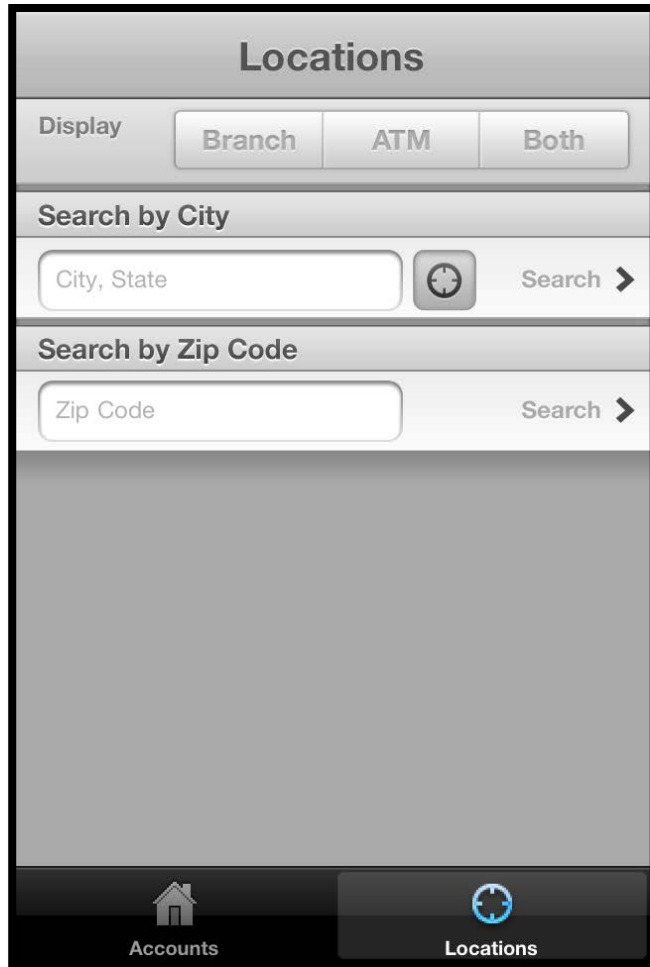 Locations
Display Branch ATM Both
Search by City
City, State Search
Search by Zip Code
Zip Code Search
Accounts Locations